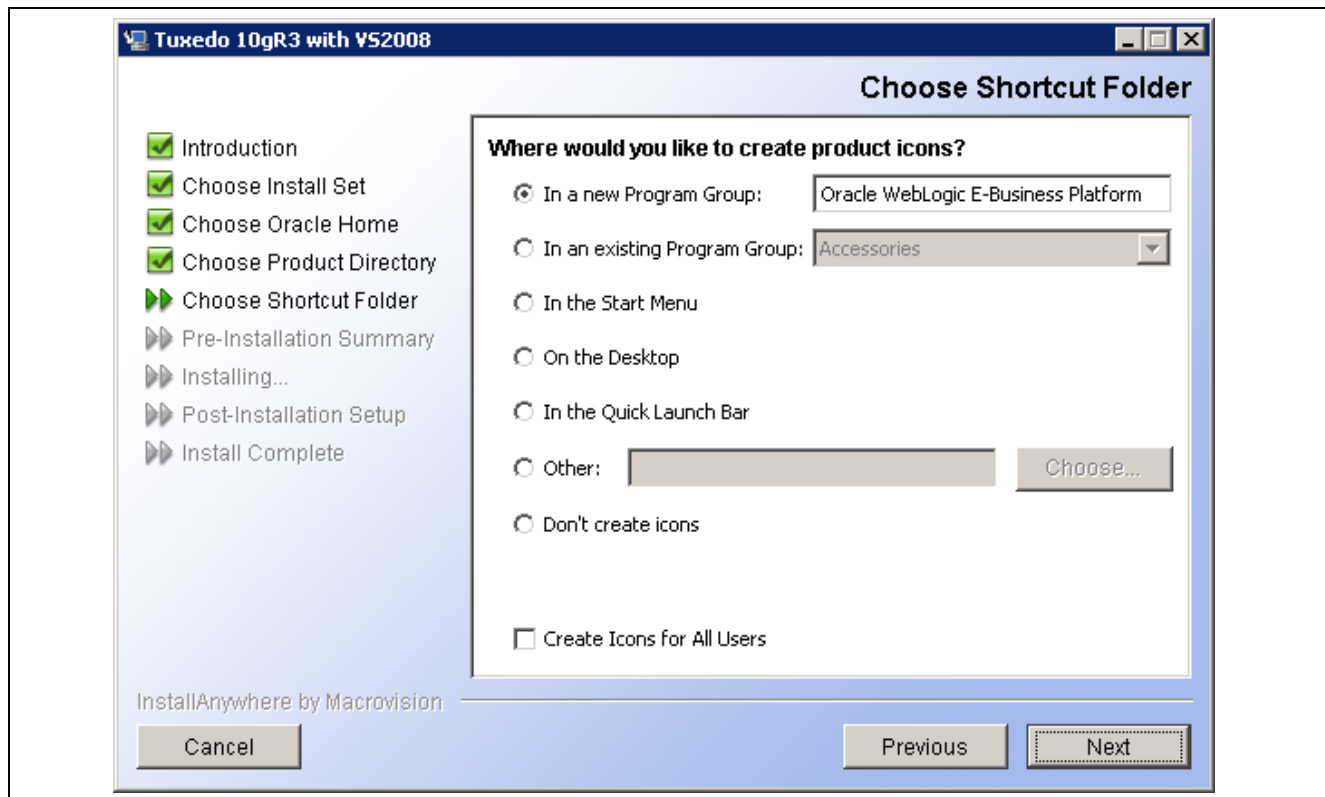 Tuxedo 10gR3 with VS2008
Choose Shortcut Folder
Introduction
Choose Install Set
Choose Oracle Home
Choose Product Directory
Choose Shortcut Folder
Pre-Installation Summary
Installing...
Post-Installation Setup
Install Complete
Where would you like to create product icons?
In a new Program Group: Oracle WebLogic E-Business Platform
In an existing Program Group: Accessories
In the Start Menu
On the Desktop
In the Quick Launch Bar
Other: Choose...
Don't create icons
Create Icons for All Users
InstallAnywhere by Macrovision
Cancel Previous Next